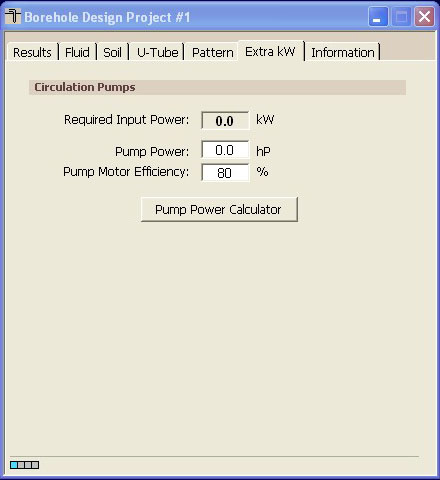 Borehole Design Project #1
Results Fluid Soil U-Tube Pattern Extra kW Information
Circulation Pumps
Required Input Power: 0.0 kW
Pump Power: 0.0 hP
Pump Motor Efficiency: 80 %
Pump Power Calculator